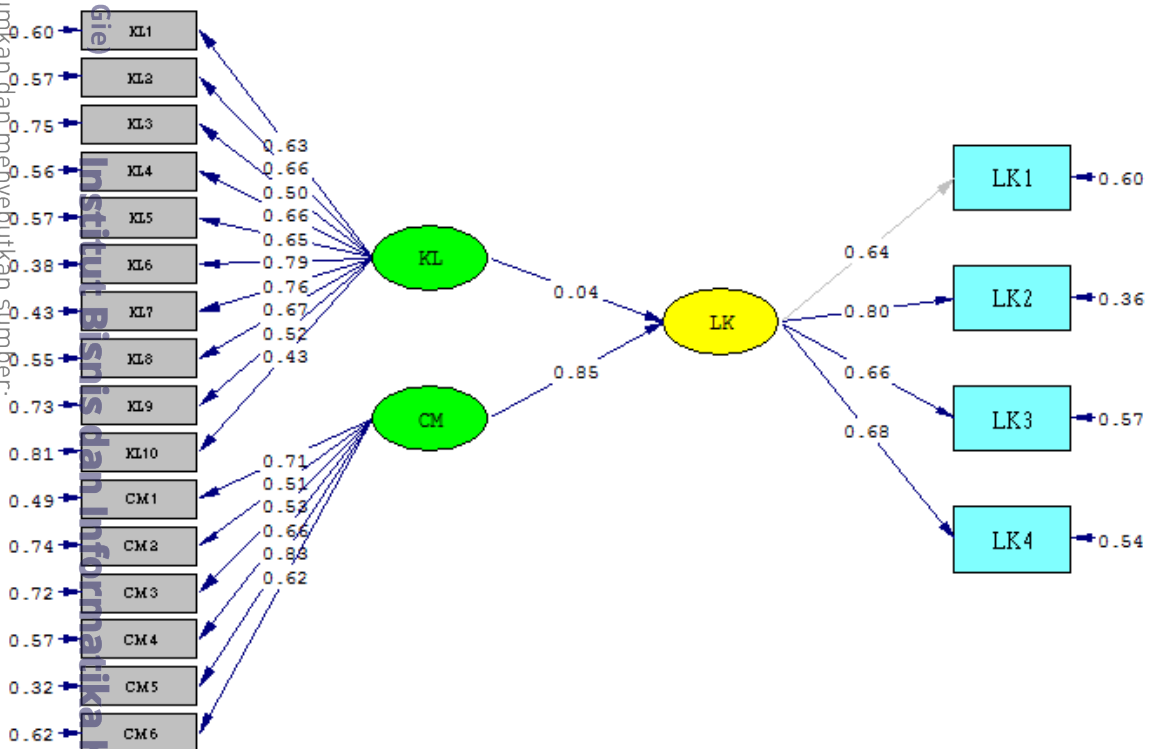 Gie)
umkan dan menyebutkan sumber:
Institut Bisnis dan Informatika
0.60 KL1
0.57 KL2
0.75 KL3
0.56 KL4
0.57 KL5
0.38 KL6
0.43 KL7
0.55 KL8
0.73 KL9
0.81 KL10
0.49 CM1
0.74 CM2
0.72 CM3
0.57 CM4
0.32 CM5
0.62 CM6
0.63
0.66
0.50
0.66
0.65
0.79
0.76
0.67
0.52
0.43
0.71
0.51
0.53
0.66
0.83
0.62
KL
CM
0.04
0.85
LK
0.64
0.80
0.66
0.68
LK1 0.60
LK2 0.36
LK3 0.57
LK4 0.54